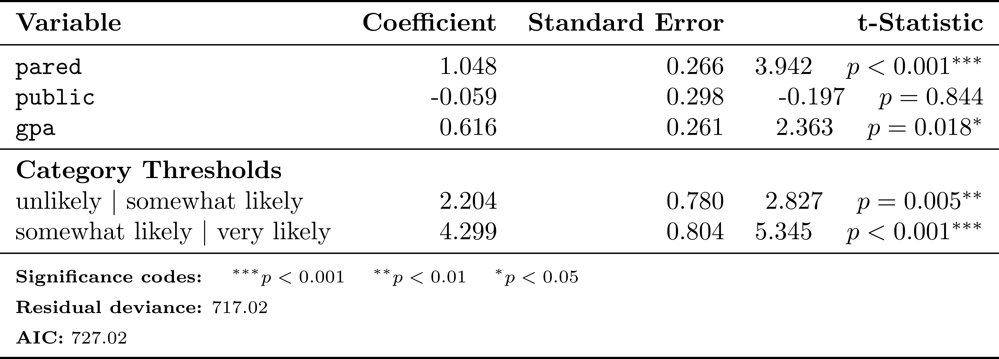 Variable Coefficient Standard Error t-Statistic
pared 1.048 0.266 3.942 p < 0.001***
public -0.059 0.298 -0.197 p = 0.844
gpa 0.616 0.261 2.363 p = 0.018*
Category Thresholds
unlikely | somewhat likely 2.204 0.780 2.827 p = 0.005**
somewhat likely | very likely 4.299 0.804 5.345 p < 0.001***
Significance codes: ***p < 0.001 **p < 0.01 *p < 0.05
Residual deviance: 717.02
AIC: 727.02